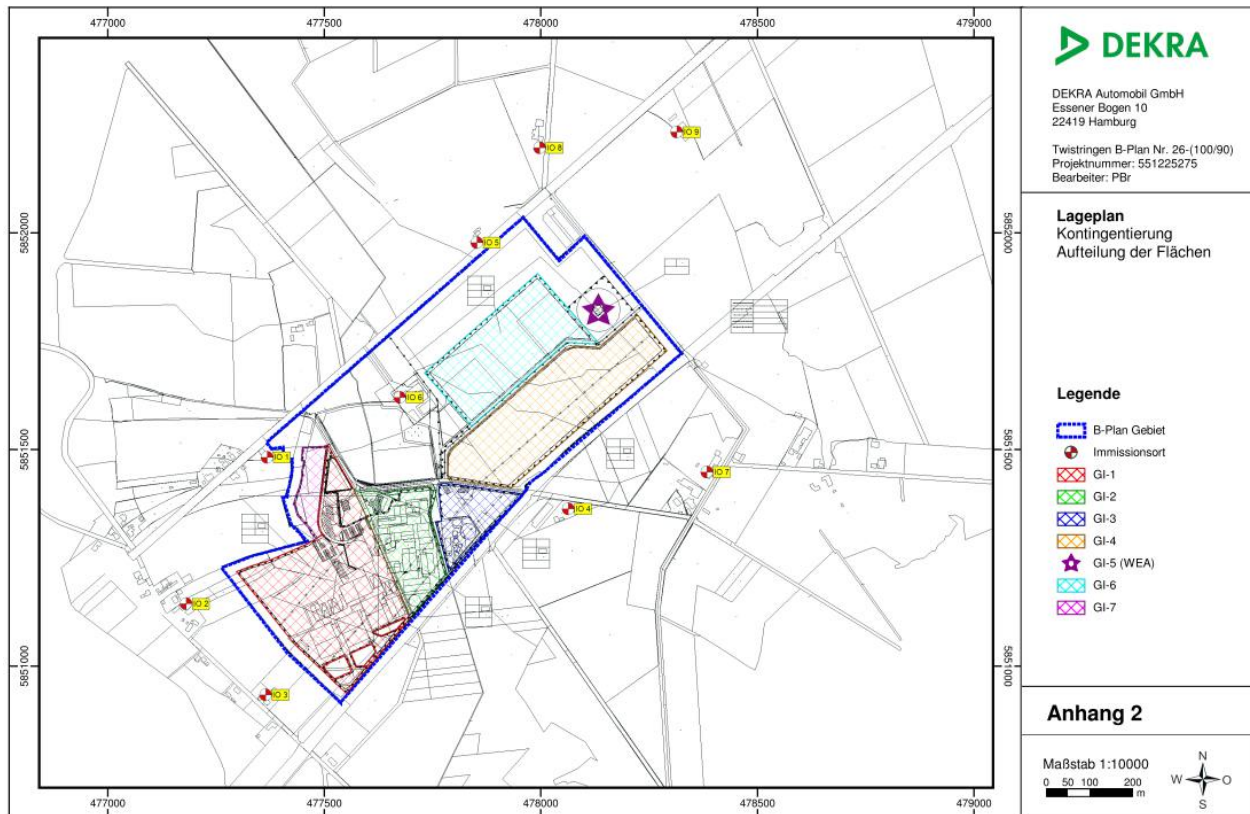 477000 477500 478000 478500 479000
5852000
5851500
5851000
5852000
5851500
5851000
IO 9
IO 8
IO 5
IO 6
IO 1
IO 7
IO 4
IO 2
IO 3
477000 477500 478000 478500 479000
DEKRA
DEKRA Automobil GmbH
Essener Bogen 10
22419 Hamburg
Twistringen B-Plan Nr. 26-(100/90)
Projektnummer: 551225275
Bearbeiter: PBr
Lageplan
Kontingentierung
Aufteilung der Flächen
Legende
B-Plan Gebiet
Immissionsort
GI-1
GI-2
GI-3
GI-4
GI-5 (WEA)
GI-6
GI-7
Anhang 2
Maßstab 1:10000
0 50 100 200
m
N
W O
S